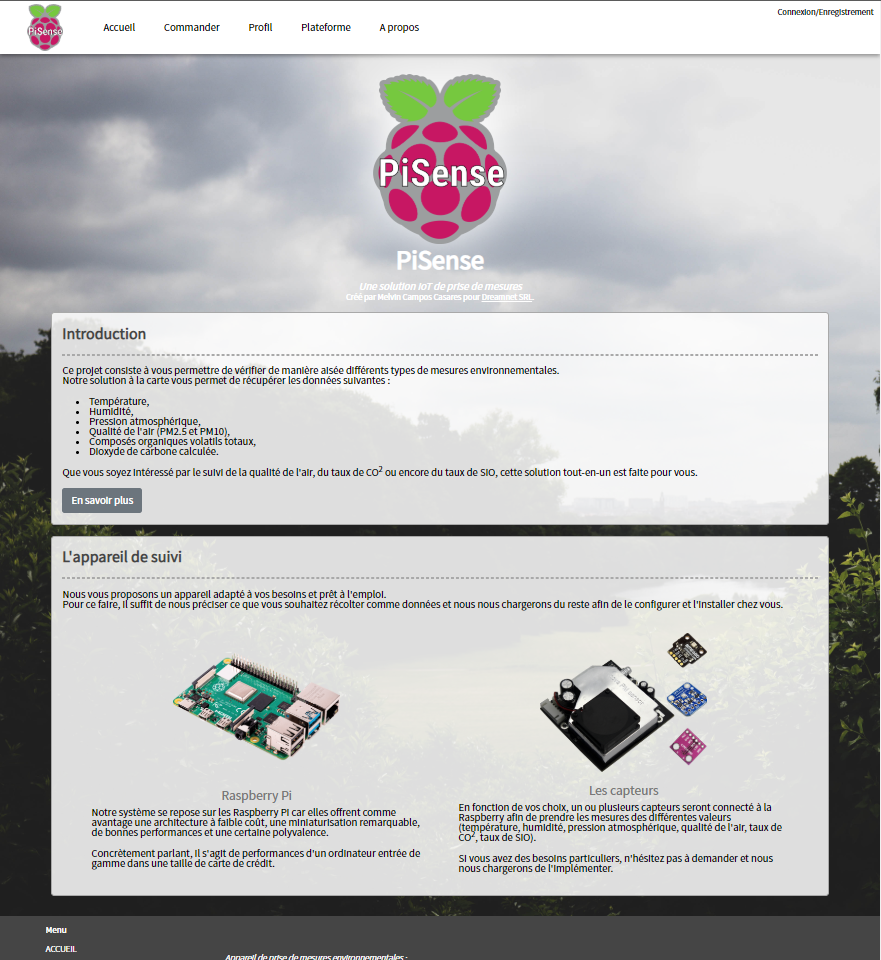 PiSense
Accueil
Commander
Profil
Plateforme
A propos
Connexion/Enregistrement
PiSense
PiSense
Une solution IoT de prise de mesures
Créé par Melvin Campos Casares pour Dreamnet SRL.
Introduction
Ce projet consiste à vous permettre de vérifier de manière aisée différents types de mesures environnementales.
Notre solution à la carte vous permet de récupérer les données suivantes :
• Température,
• Humidité,
• Pression atmosphérique,
• Qualité de l'air (PM2.5 et PM10),
• Composés organiques volatils totaux,
• Dioxyde de carbone calculée.
Que vous soyez intéressé par le suivi de la qualité de l'air, du taux de CO² ou encore du taux de SIO, cette solution tout-en-un est faite pour vous.
En savoir plus
L'appareil de suivi
Nous vous proposons un appareil adapté à vos besoins et prêt à l'emploi.
Pour ce faire, il suffit de nous préciser ce que vous souhaitez récolter comme données et nous nous chargerons du reste afin de le configurer et l'installer chez vous.
Raspberry Pi
Notre système se repose sur les Raspberry Pi car elles offrent comme
avantage une architecture à faible coût, une miniaturisation remarquable,
de bonnes performances et une certaine polyvalence.
Concrètement parlant, il s'agit de performances d'un ordinateur entrée de
gamme dans une taille de carte de crédit.
Les capteurs
En fonction de vos choix, un ou plusieurs capteurs seront connecté à la
Raspberry afin de prendre les mesures des différentes valeurs
(température, humidité, pression atmosphérique, qualité de l'air, taux de
CO², taux de SIO).
Si vous avez des besoins particuliers, n'hésitez pas à demander et nous
nous chargerons de l'implémenter.
Menu
ACCUEIL
Appareil de prise de mesures environnementales :